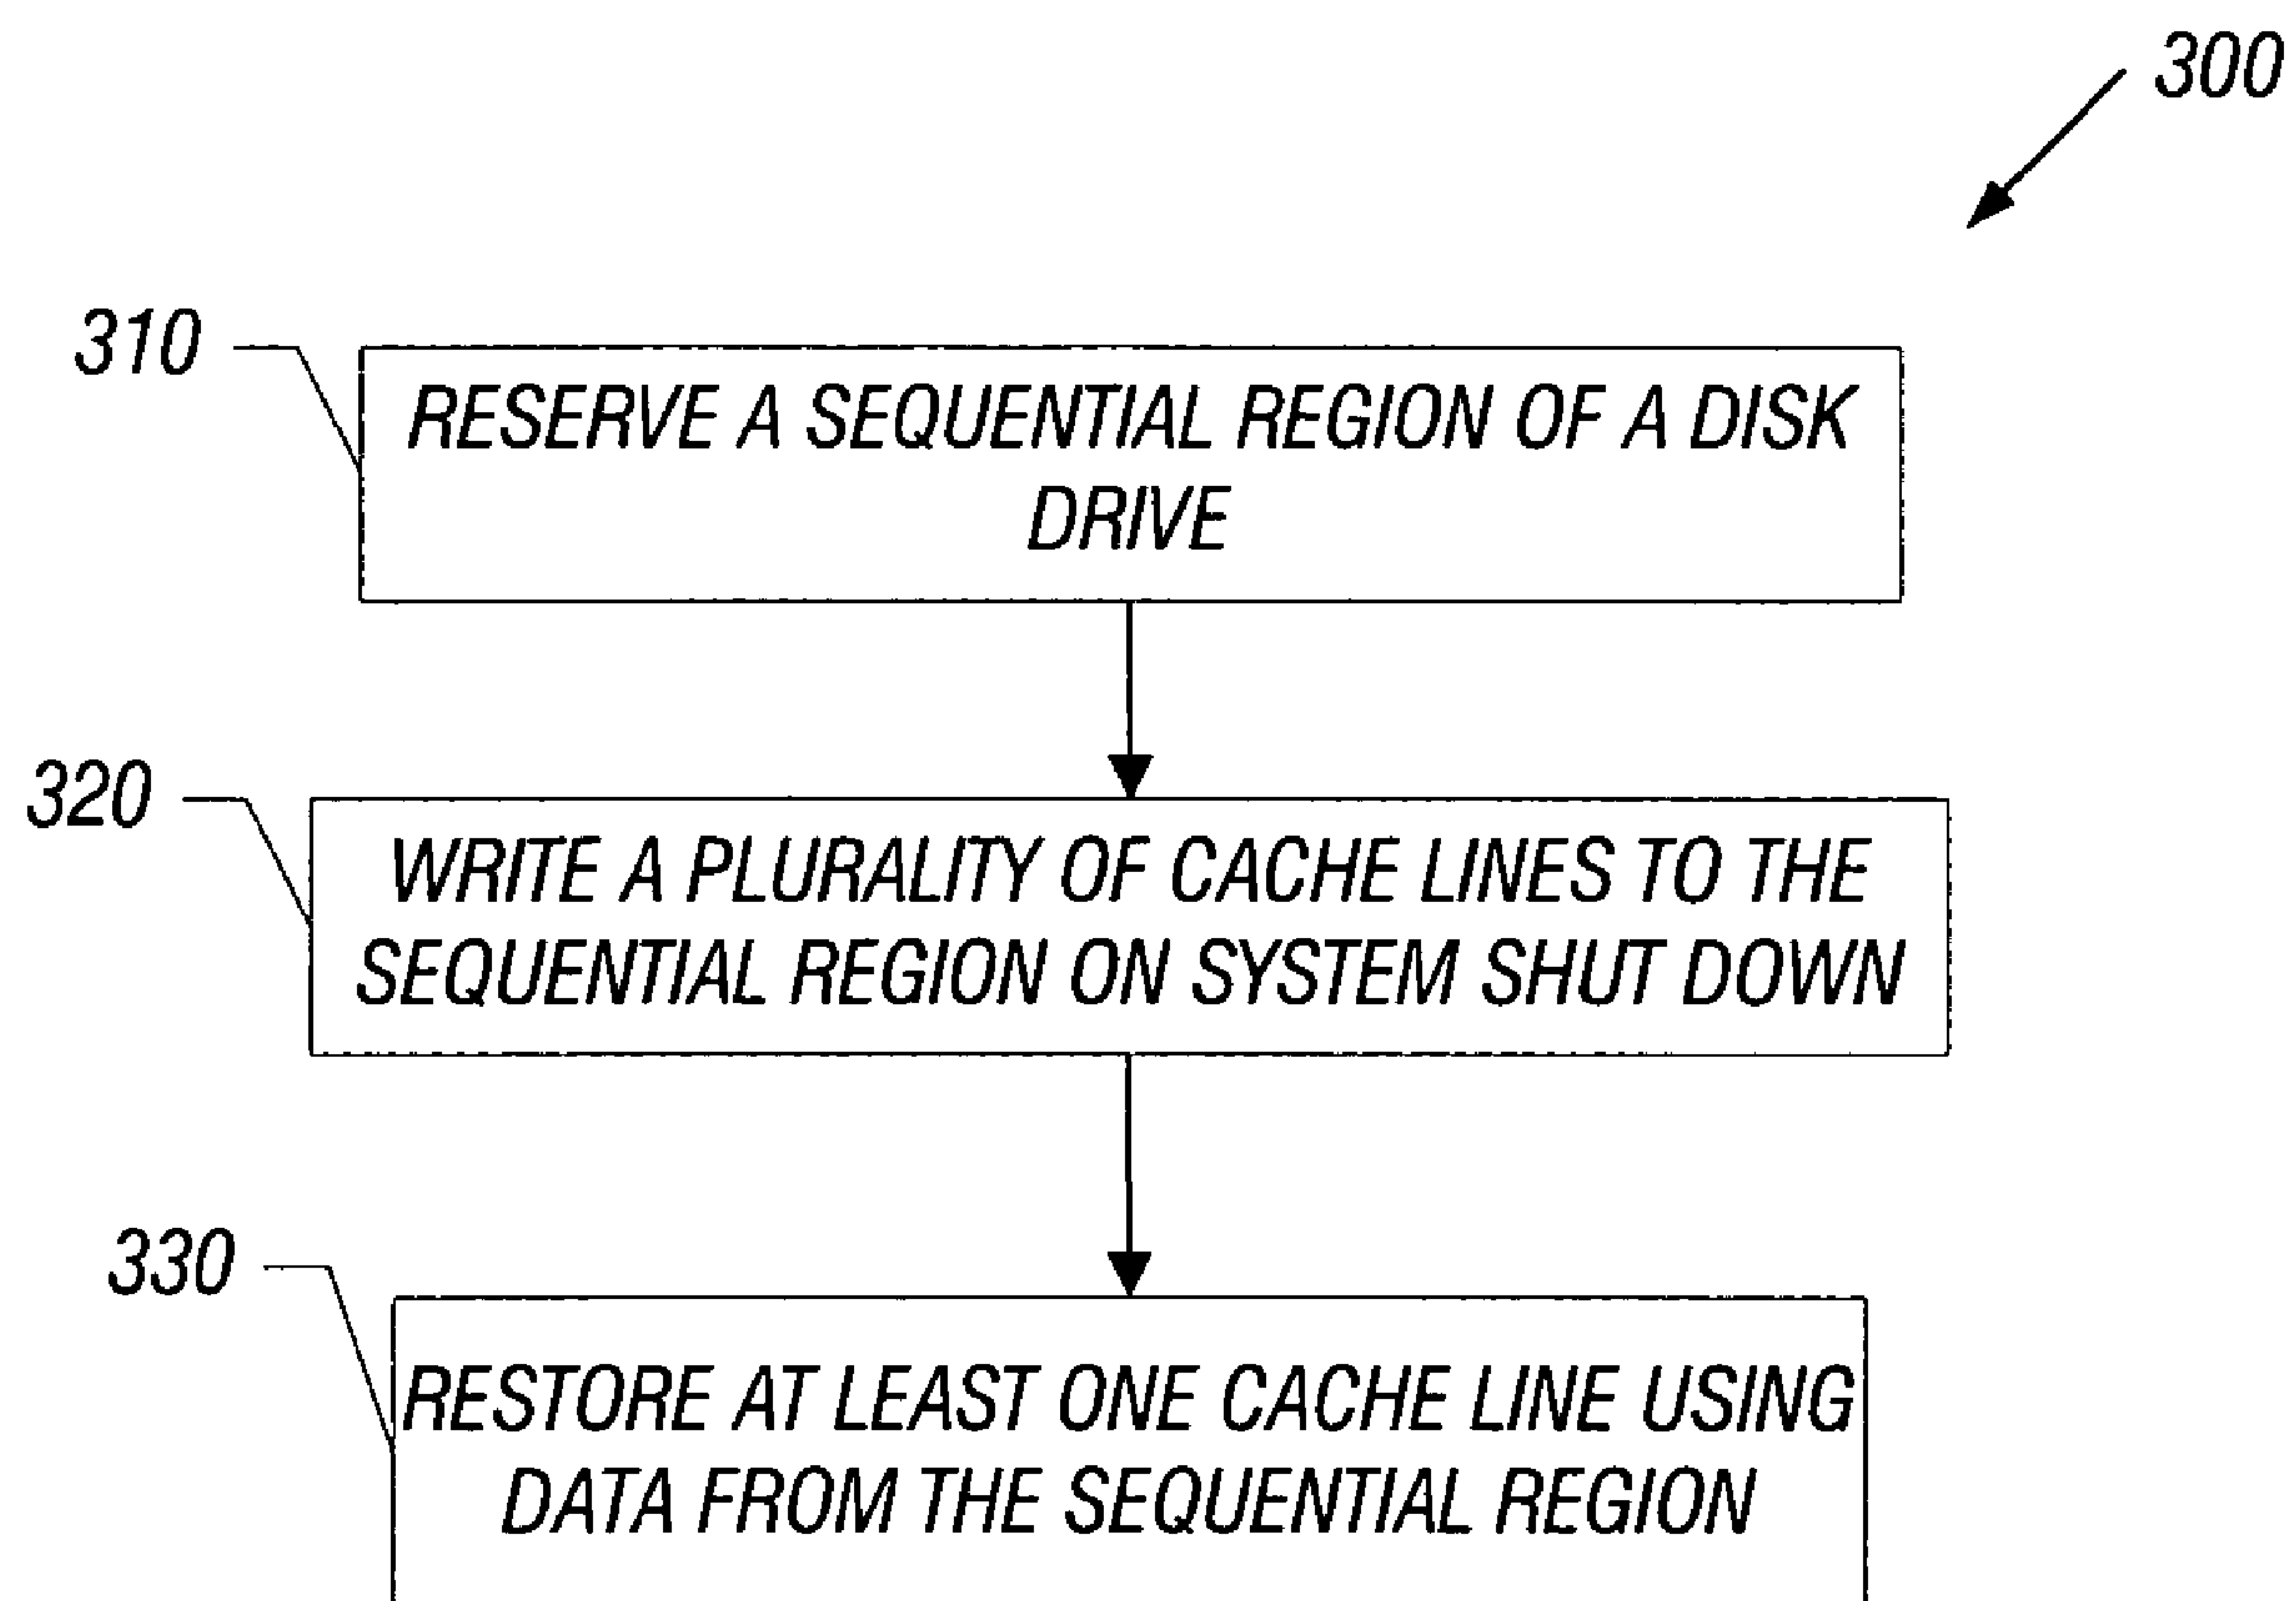 300
310
RESERVE A SEQUENTIAL REGION OF A DISK
DRIVE
320
WRITE A PLURALITY OF CACHE LINES TO THE
SEQUENTIAL REGION ON SYSTEM SHUT DOWN
330
RESTORE AT LEAST ONE CACHE LINE USING
DATA FROM THE SEQUENTIAL REGION